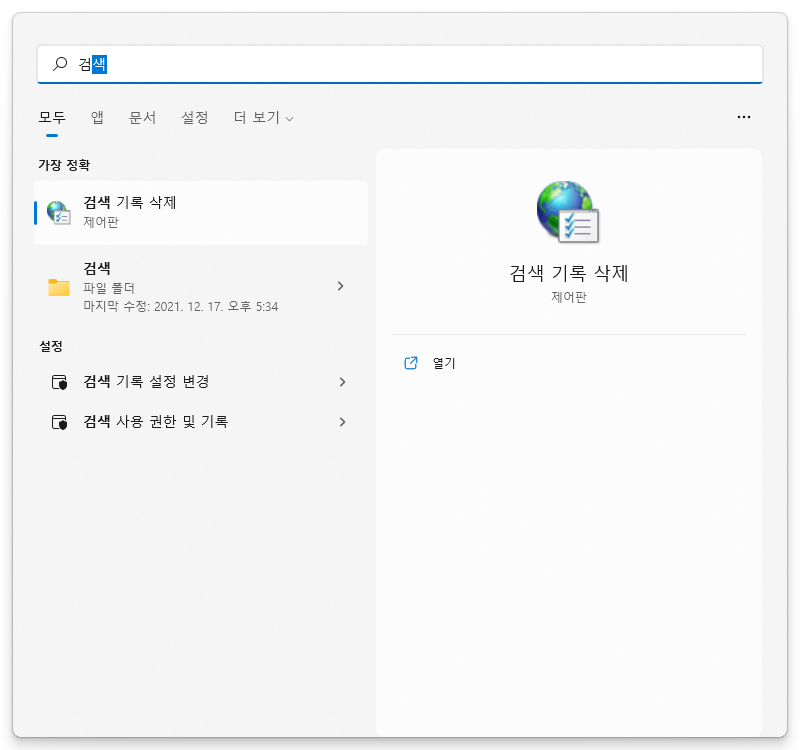 검색
모두 앱 문서 설정 더 보기
가장 정확
검색 기록 삭제
제어판
검색
파일 폴더
마지막 수정: 2021. 12. 17. 오후 5:34
설정
검색 기록 설정 변경
검색 사용 권한 및 기록
검색 기록 삭제
제어판
열기